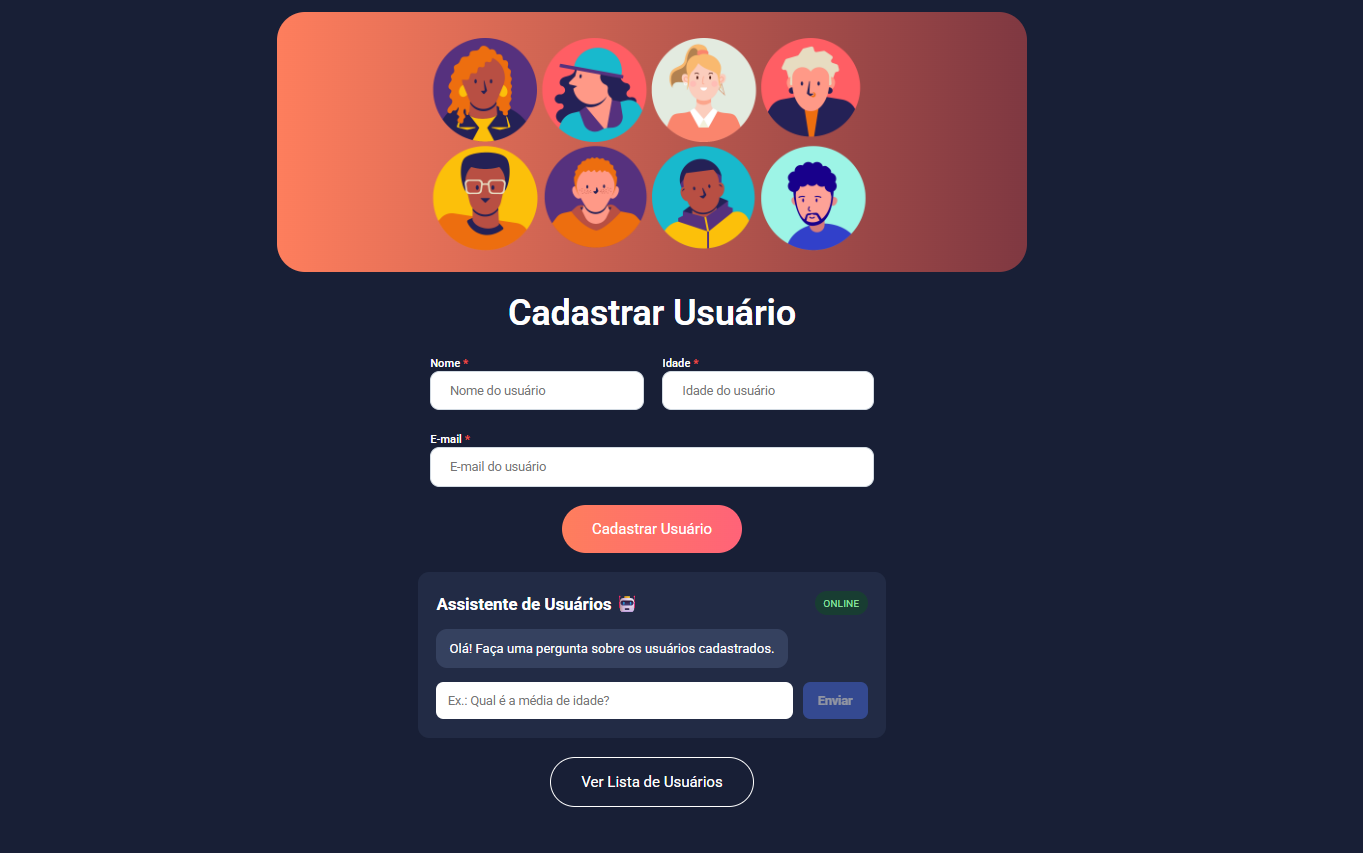 Cadastrar Usuário
Nome *
Idade *
Nome do usuário
Idade do usuário
E-mail *
E-mail do usuário
Cadastrar Usuário
Assistente de Usuários
ONLINE
Olá! Faça uma pergunta sobre os usuários cadastrados.
Ex.: Qual é a média de idade?
Enviar
Ver Lista de Usuários